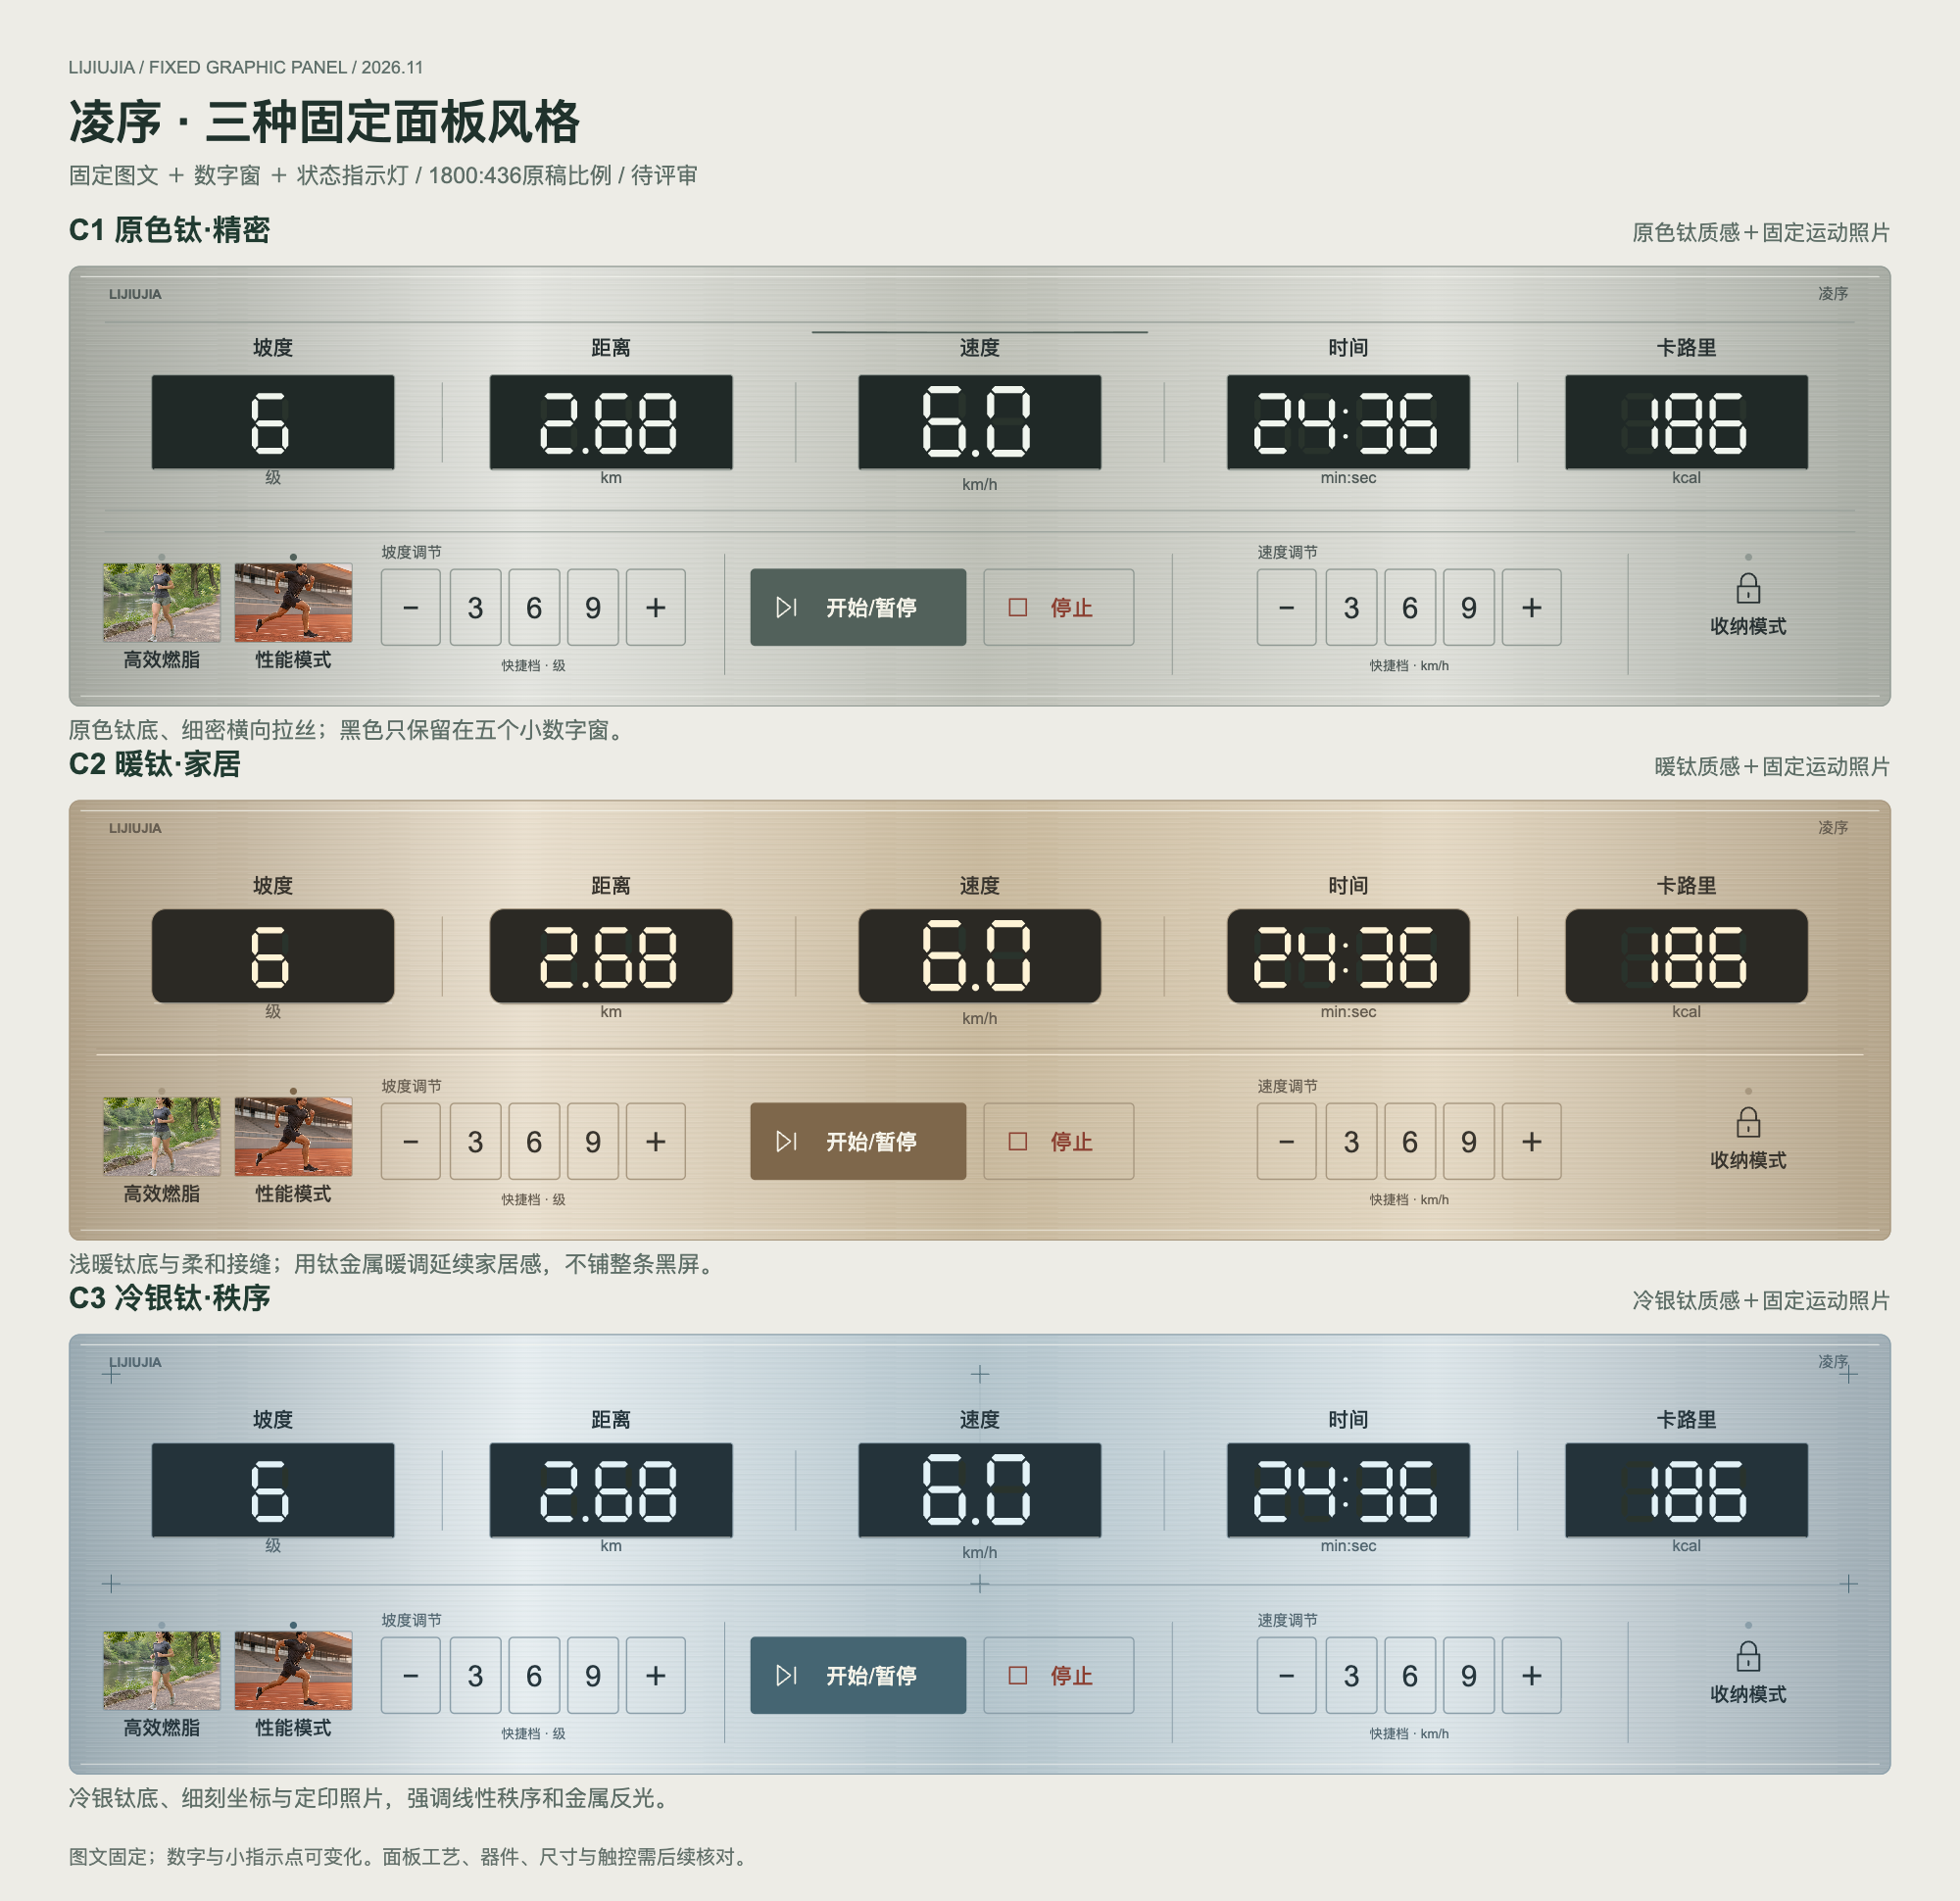 LIJIUJIA / FIXED GRAPHIC PANEL / 2026.11
凌序 · 三种固定面板风格
固定图文 ＋ 数字窗 ＋ 状态指示灯 / 1800:436原稿比例 / 待评审
C1 原色钛·精密 原色钛质感＋固定运动照片
LIJIUJIA 凌序
坡度 距离 速度 时间 卡路里
6 2.68 6.0 24:36 186
级 km km/h min:sec kcal
坡度调节 速度调节
− 3 6 9 + 开始/暂停 停止 − 3 6 9 +
高效燃脂 性能模式 收纳模式
快捷档 · 级 快捷档 · km/h
原色钛底、细密横向拉丝；黑色只保留在五个小数字窗。
C2 暖钛·家居 暖钛质感＋固定运动照片
LIJIUJIA 凌序
坡度 距离 速度 时间 卡路里
6 2.68 6.0 24:36 186
级 km km/h min:sec kcal
坡度调节 速度调节
− 3 6 9 + 开始/暂停 停止 − 3 6 9 +
高效燃脂 性能模式 收纳模式
快捷档 · 级 快捷档 · km/h
浅暖钛底与柔和接缝；用钛金属暖调延续家居感，不铺整条黑屏。
C3 冷银钛·秩序 冷银钛质感＋固定运动照片
LIJIUJIA 凌序
坡度 距离 速度 时间 卡路里
6 2.68 6.0 24:36 186
级 km km/h min:sec kcal
坡度调节 速度调节
− 3 6 9 + 开始/暂停 停止 − 3 6 9 +
高效燃脂 性能模式 收纳模式
快捷档 · 级 快捷档 · km/h
冷银钛底、细刻坐标与定印照片，强调线性秩序和金属反光。
图文固定；数字与小指示点可变化。面板工艺、器件、尺寸与触控需后续核对。